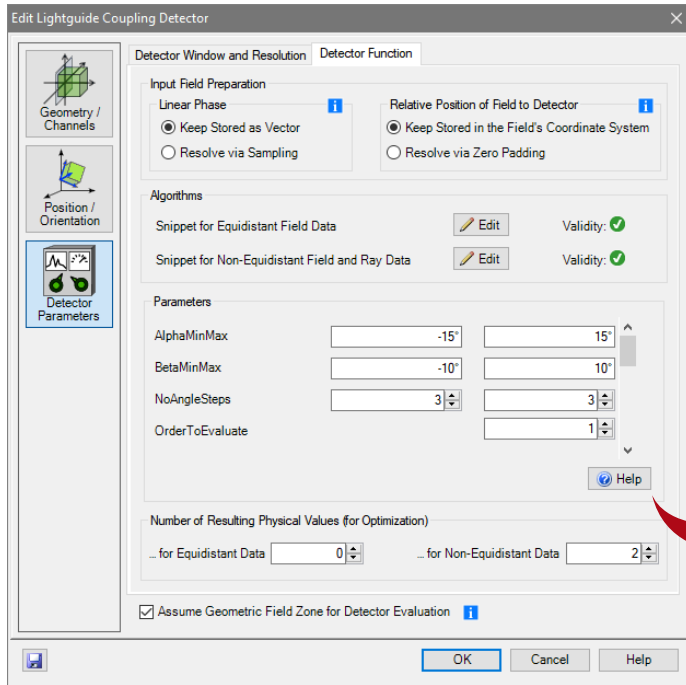 Edit Lightguide Coupling Detector
Geometry /
Channels
Position /
Orientation
Detector
Parameters
Detector Window and Resolution
Detector Function
Input Field Preparation
Linear Phase
Keep Stored as Vector
Resolve via Sampling
Relative Position of Field to Detector
Keep Stored in the Field's Coordinate System
Resolve via Zero Padding
Algorithms
Snippet for Equidistant Field Data Edit Validity:
Snippet for Non-Equidistant Field and Ray Data Edit Validity:
Parameters
AlphaMinMax -15° 15°
BetaMinMax -10° 10°
NoAngleSteps 3 3
OrderToEvaluate 1
Help
Number of Resulting Physical Values (for Optimization)
... for Equidistant Data 0 ... for Non-Equidistant Data 2
Assume Geometric Field Zone for Detector Evaluation
OK Cancel Help